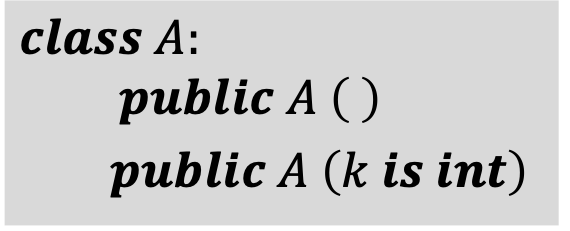 class A:
public A ( )
public A (k is int)